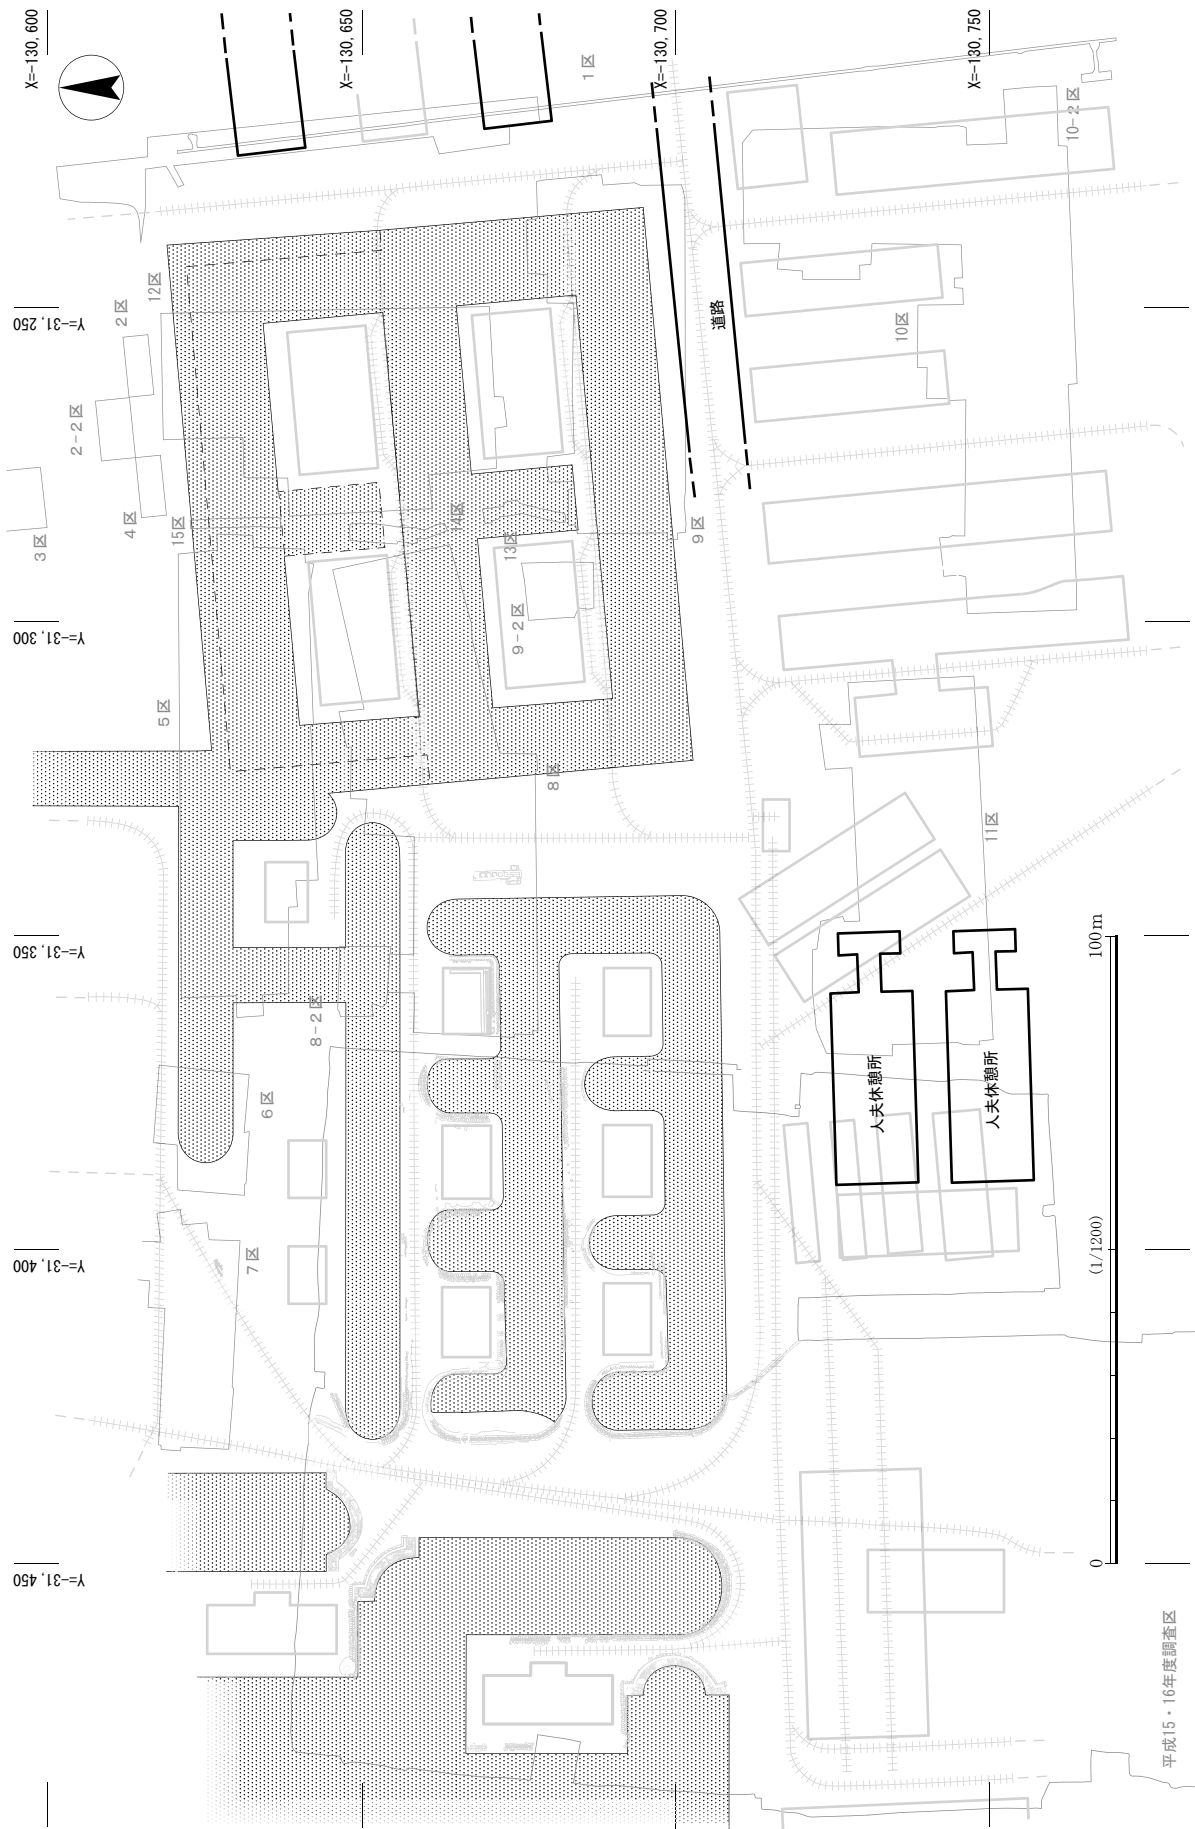 X=-130,600
X=-130,650
X=-130,700
X=-130,750
1区
10-2区
12区
2区
Y=-31,250
道路
10区
2-2区
4区
15区
14区
13区
9区
3区
9-2区
Y=-31,300
5区
8区
11区
Y=-31,350
100m
8-2区
人夫休憩所
人夫休憩所
6区
7区
Y=-31,400
(1/1200)
Y=-31,450
0
平成15・16年度調査区